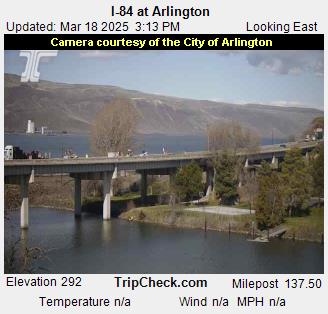 I-84 at Arlington
Updated: Mar 18 2025 3:13 PM Looking East
Camera courtesy of the City of Arlington
Elevation 292 TripCheck.com Milepost 137.50
Temperature n/a Wind n/a MPH n/a